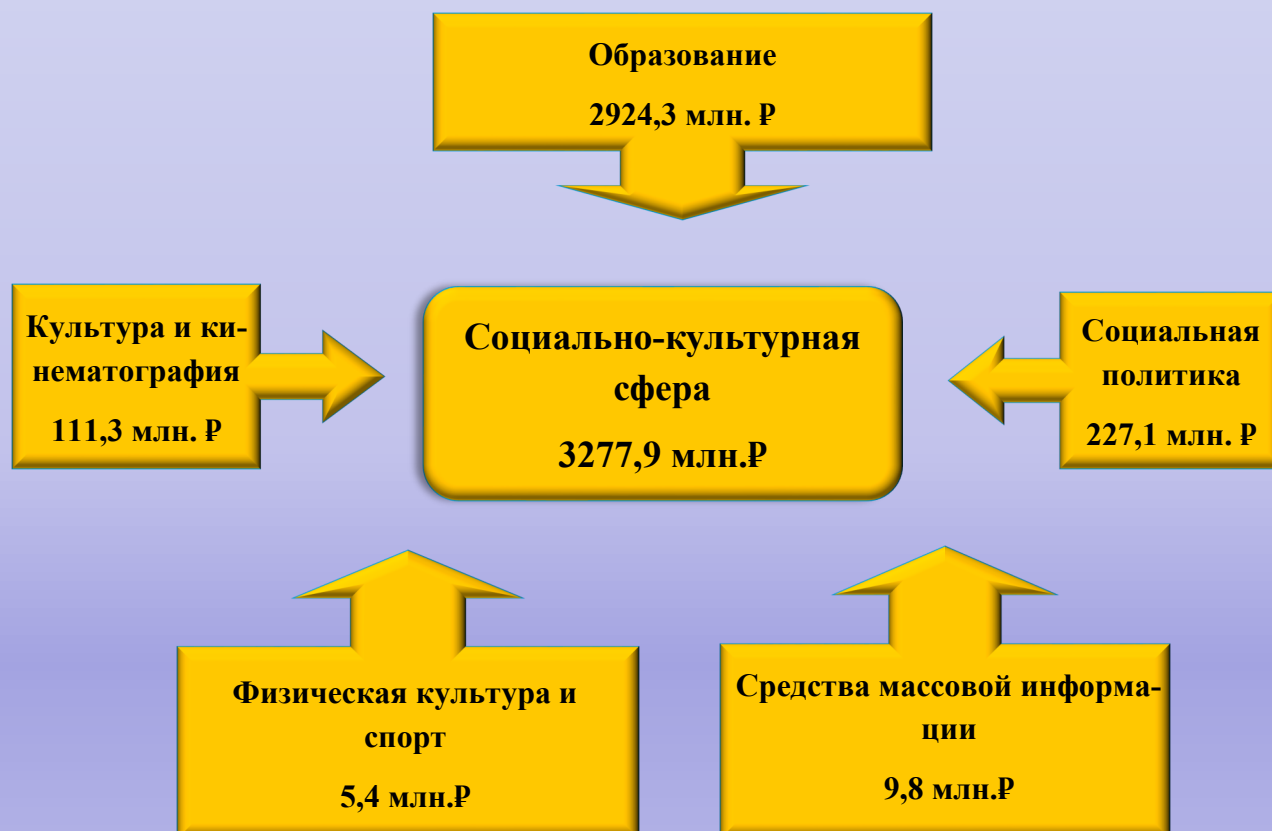 Образование
2924,3 млн. ₽
Культура и ки-
нематография
111,3 млн. ₽
Социально-культурная
сфера
3277,9 млн.₽
Социальная
политика
227,1 млн. ₽
Физическая культура и
спорт
5,4 млн.₽
Средства массовой информа-
ции
9,8 млн.₽